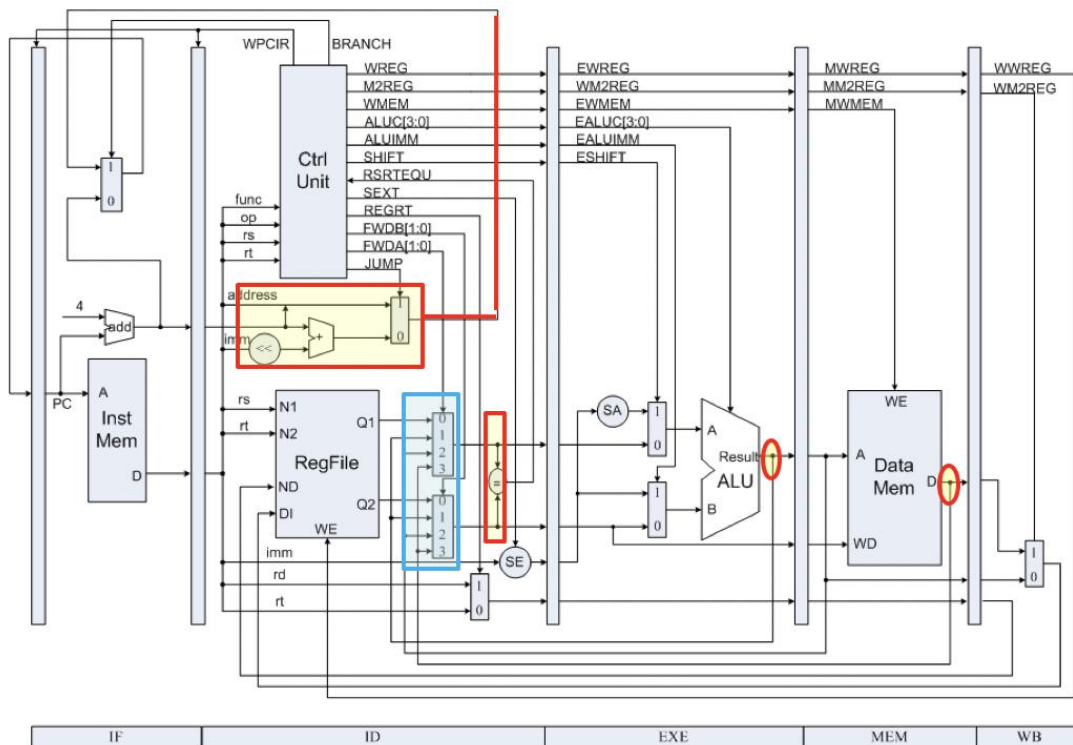 WPCIR
BRANCH
WREG
M2REG
WMEM
ALUC[3:0]
ALUIMM
SHIFT
RSRTEQU
SEXT
REGRT
FWDB[1:0]
FWDA[1:0]
JUMP
EWREG
WM2REG
EWMEM
EALUC[3:0]
EALUIMM
ESHIFT
MWREG
MM2REG
MWMEM
WWREG
WM2REG
Ctrl
Unit
func
op
rs
rt
1
0
4
add
address
1
0
+
imm
<<
PC
A
Inst
Mem
D
rs
rt
N1
N2
Q1
RegFile
ND
DI
Q2
WE
0
1
2
3
0
1
2
3
=
imm
SE
rd
rt
1
0
SA
1
0
1
0
A
Result
ALU
B
WE
A
Data
Mem
D
WD
1
0
IF
ID
EXE
MEM
WB